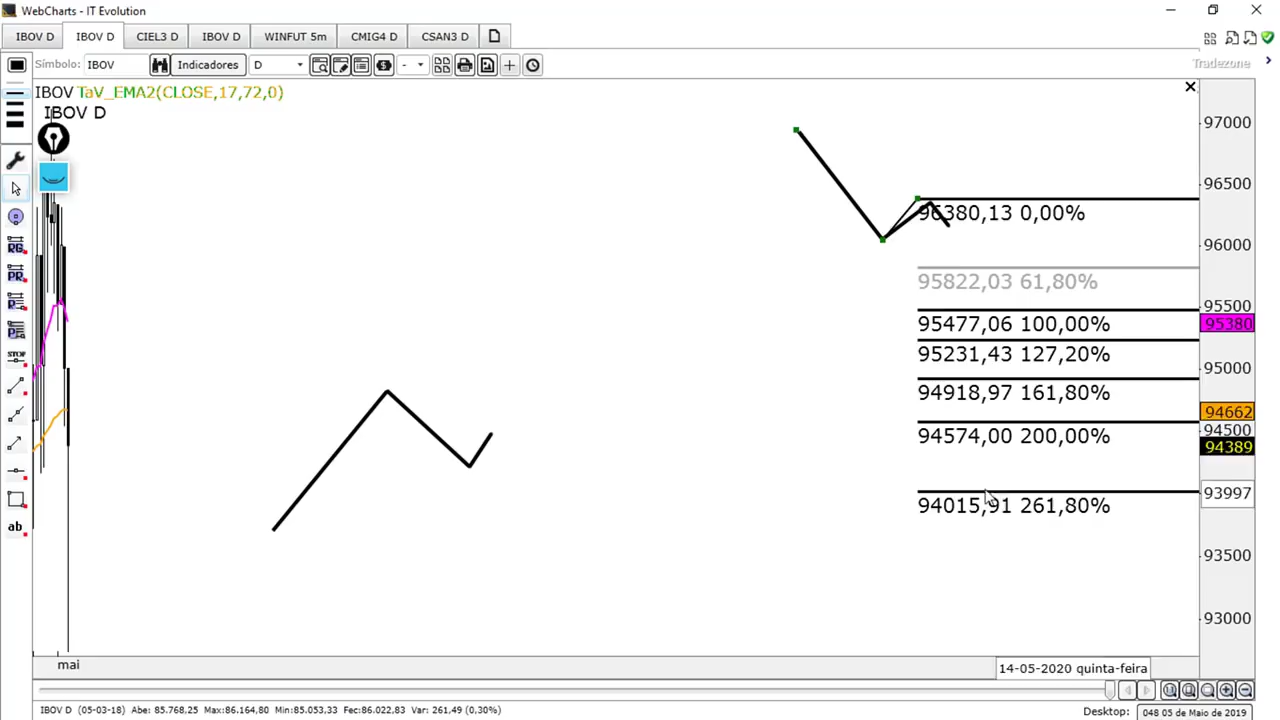 WebCharts - IT Evolution
IBOV D
IBOV D
CIEL3 D
IBOV D
WINFUT 5m
CMIG4 D
CSAN3 D
Símbolo:
IBOV
Indicadores
D
-
Tradezone
IBOV TaV_EMA2(CLOSE,17,72,0)
IBOV D
RG
PR
STOP
ab
96380,13 0,00%
95822,03 61,80%
95477,06 100,00%
95231,43 127,20%
94918,97 161,80%
94574,00 200,00%
94015,91 261,80%
97000
96500
96000
95500
95380
95000
94662
94500
94389
93997
93500
93000
mai
14-05-2020 quinta-feira
IBOV D (05-03-18) Abe: 85.768,25 Max:86.164,80 Min:85.053,33 Fec:86.022,83 Var: 261,49 (0,30%)
Desktop:
048 05 de Maio de 2019